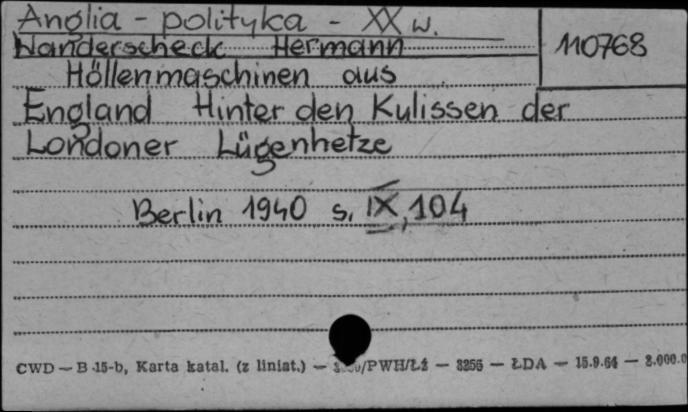 Anglia - polityka - XX w.
Wanderscheck Hermann 110768
Höllenmaschinen aus
England Hinter den Kulissen der
Londoner Lügenhetze
Berlin 1940 s. IX, 104
CWD — B-15-b, Karta katal. (z liniat.) — /PWH/Łź — 3256 — ŁDA — 15.9.64 — 2.000.0